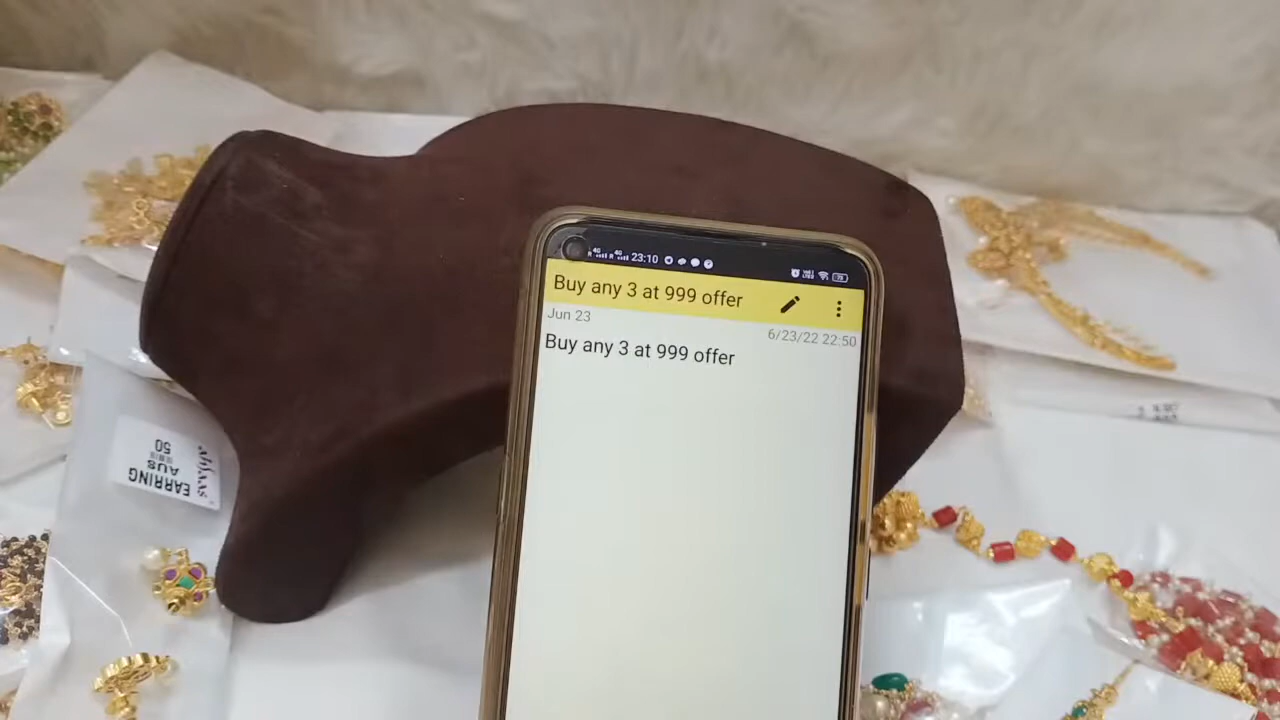 23:10
Buy any 3 at 999 offer
Jun 23
6/23/22 22:50
Buy any 3 at 999 offer
EARRING
AUS
50